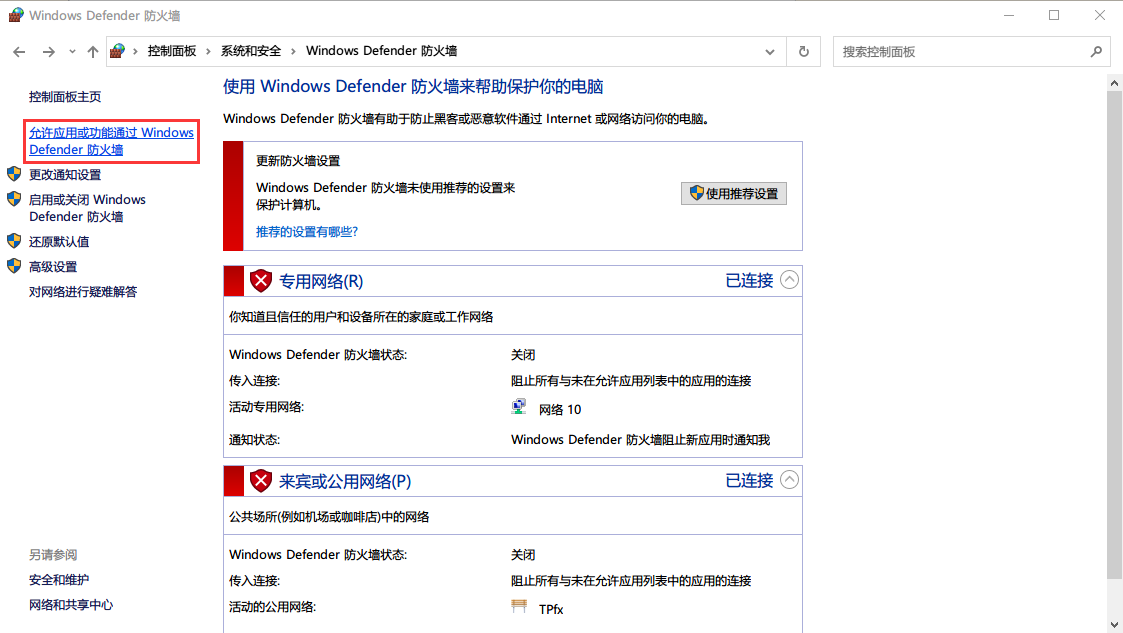 Windows Defender 防火墙
控制面板 系统和安全 Windows Defender 防火墙
搜索控制面板
控制面板主页
允许应用或功能通过 Windows
Defender 防火墙
更改通知设置
启用或关闭 Windows
Defender 防火墙
还原默认值
高级设置
对网络进行疑难解答
另请参阅
安全和维护
网络和共享中心
使用 Windows Defender 防火墙来帮助保护你的电脑
Windows Defender 防火墙有助于防止黑客或恶意软件通过 Internet 或网络访问你的电脑。
更新防火墙设置
Windows Defender 防火墙未使用推荐的设置来
保护计算机。
使用推荐设置
推荐的设置有哪些?
专用网络(R) 已连接
你知道且信任的用户和设备所在的家庭或工作网络
Windows Defender 防火墙状态: 关闭
传入连接: 阻止所有与未在允许应用列表中的应用的连接
活动专用网络: 网络 10
通知状态: Windows Defender 防火墙阻止新应用时通知我
来宾或公用网络(P) 已连接
公共场所(例如机场或咖啡店)中的网络
Windows Defender 防火墙状态: 关闭
传入连接: 阻止所有与未在允许应用列表中的应用的连接
活动的公用网络: TPfx